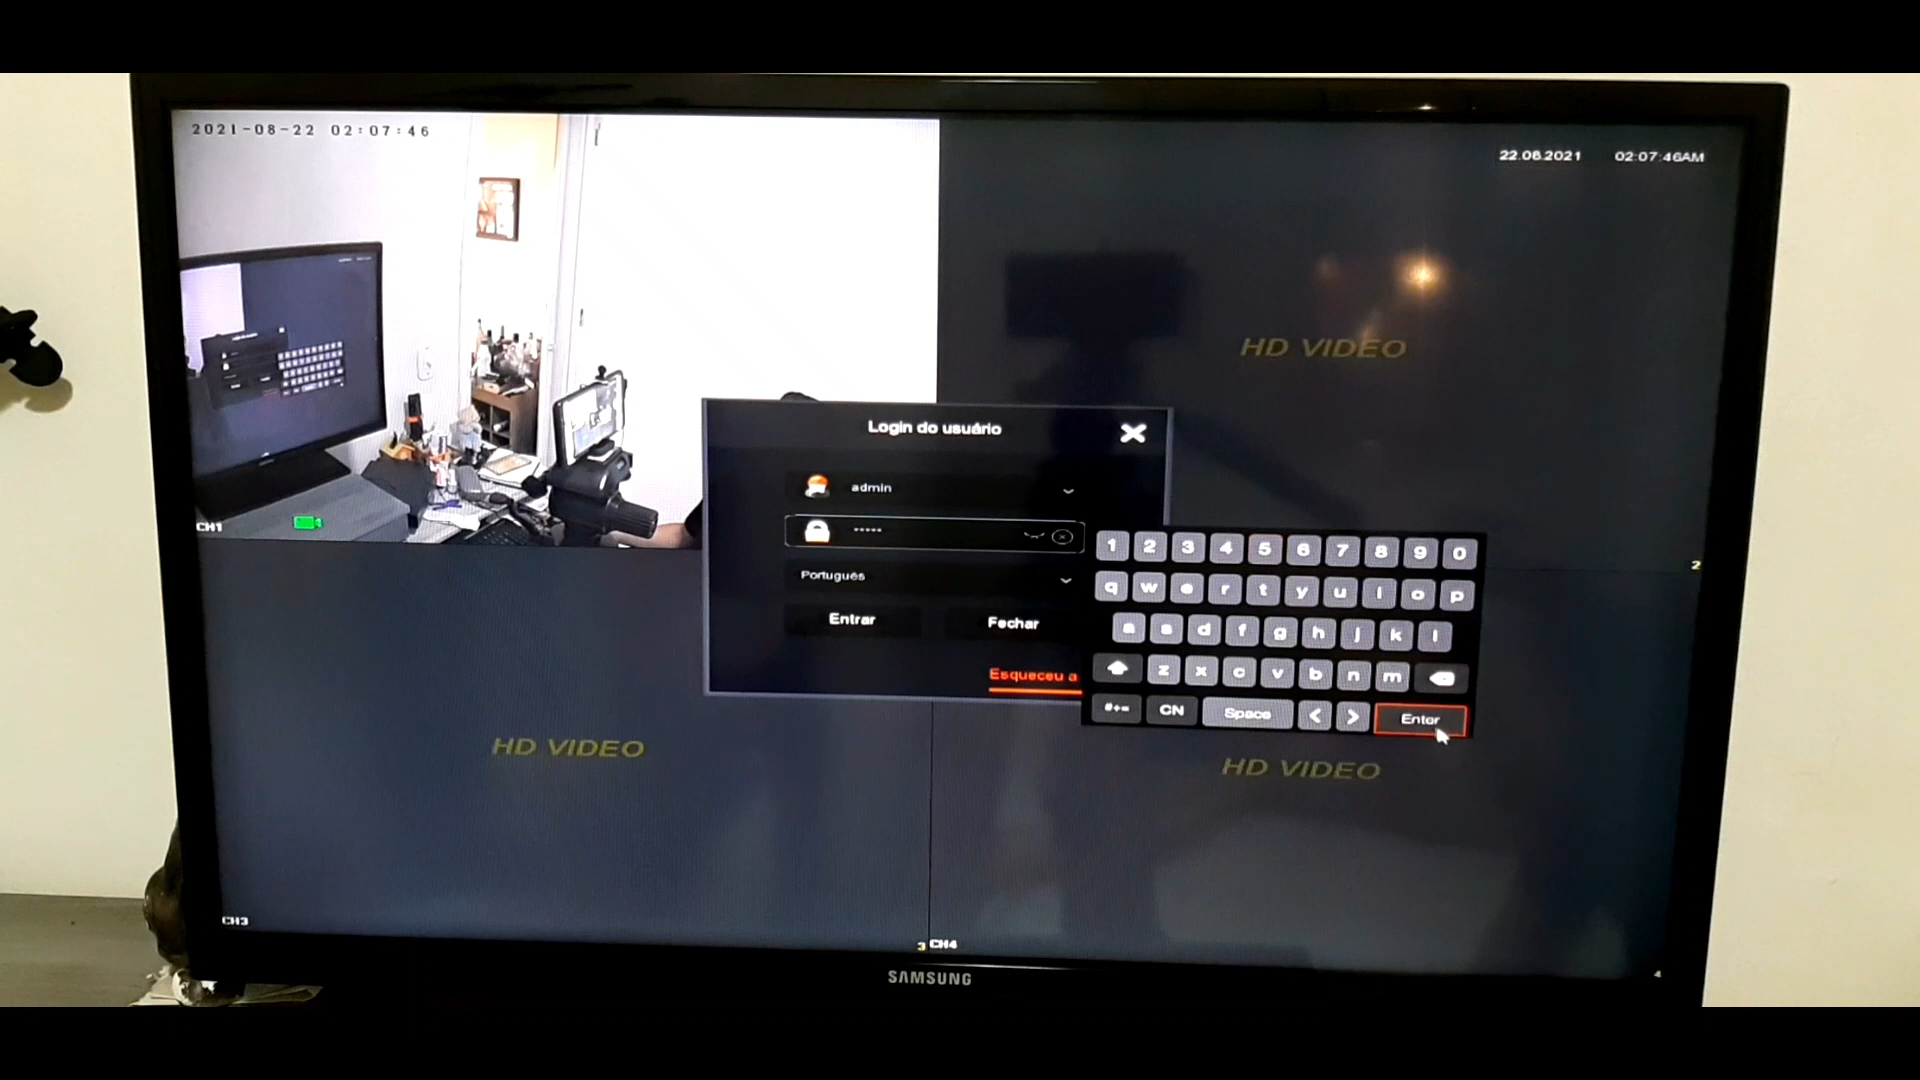 2021-08-22 02:07:46
22.08.2021 02:07:46AM
HD VIDEO
Login do usuário
admin
*****
Português
Entrar Fechar
Esqueceu a
1 2 3 4 5 6 7 8 9 0
q w e r t y u i o p
a s d f g h j k l
z x c v b n m
#+= CN Space < > Enter
CH1
2
HD VIDEO
HD VIDEO
CH3
3 CH4
4
SAMSUNG